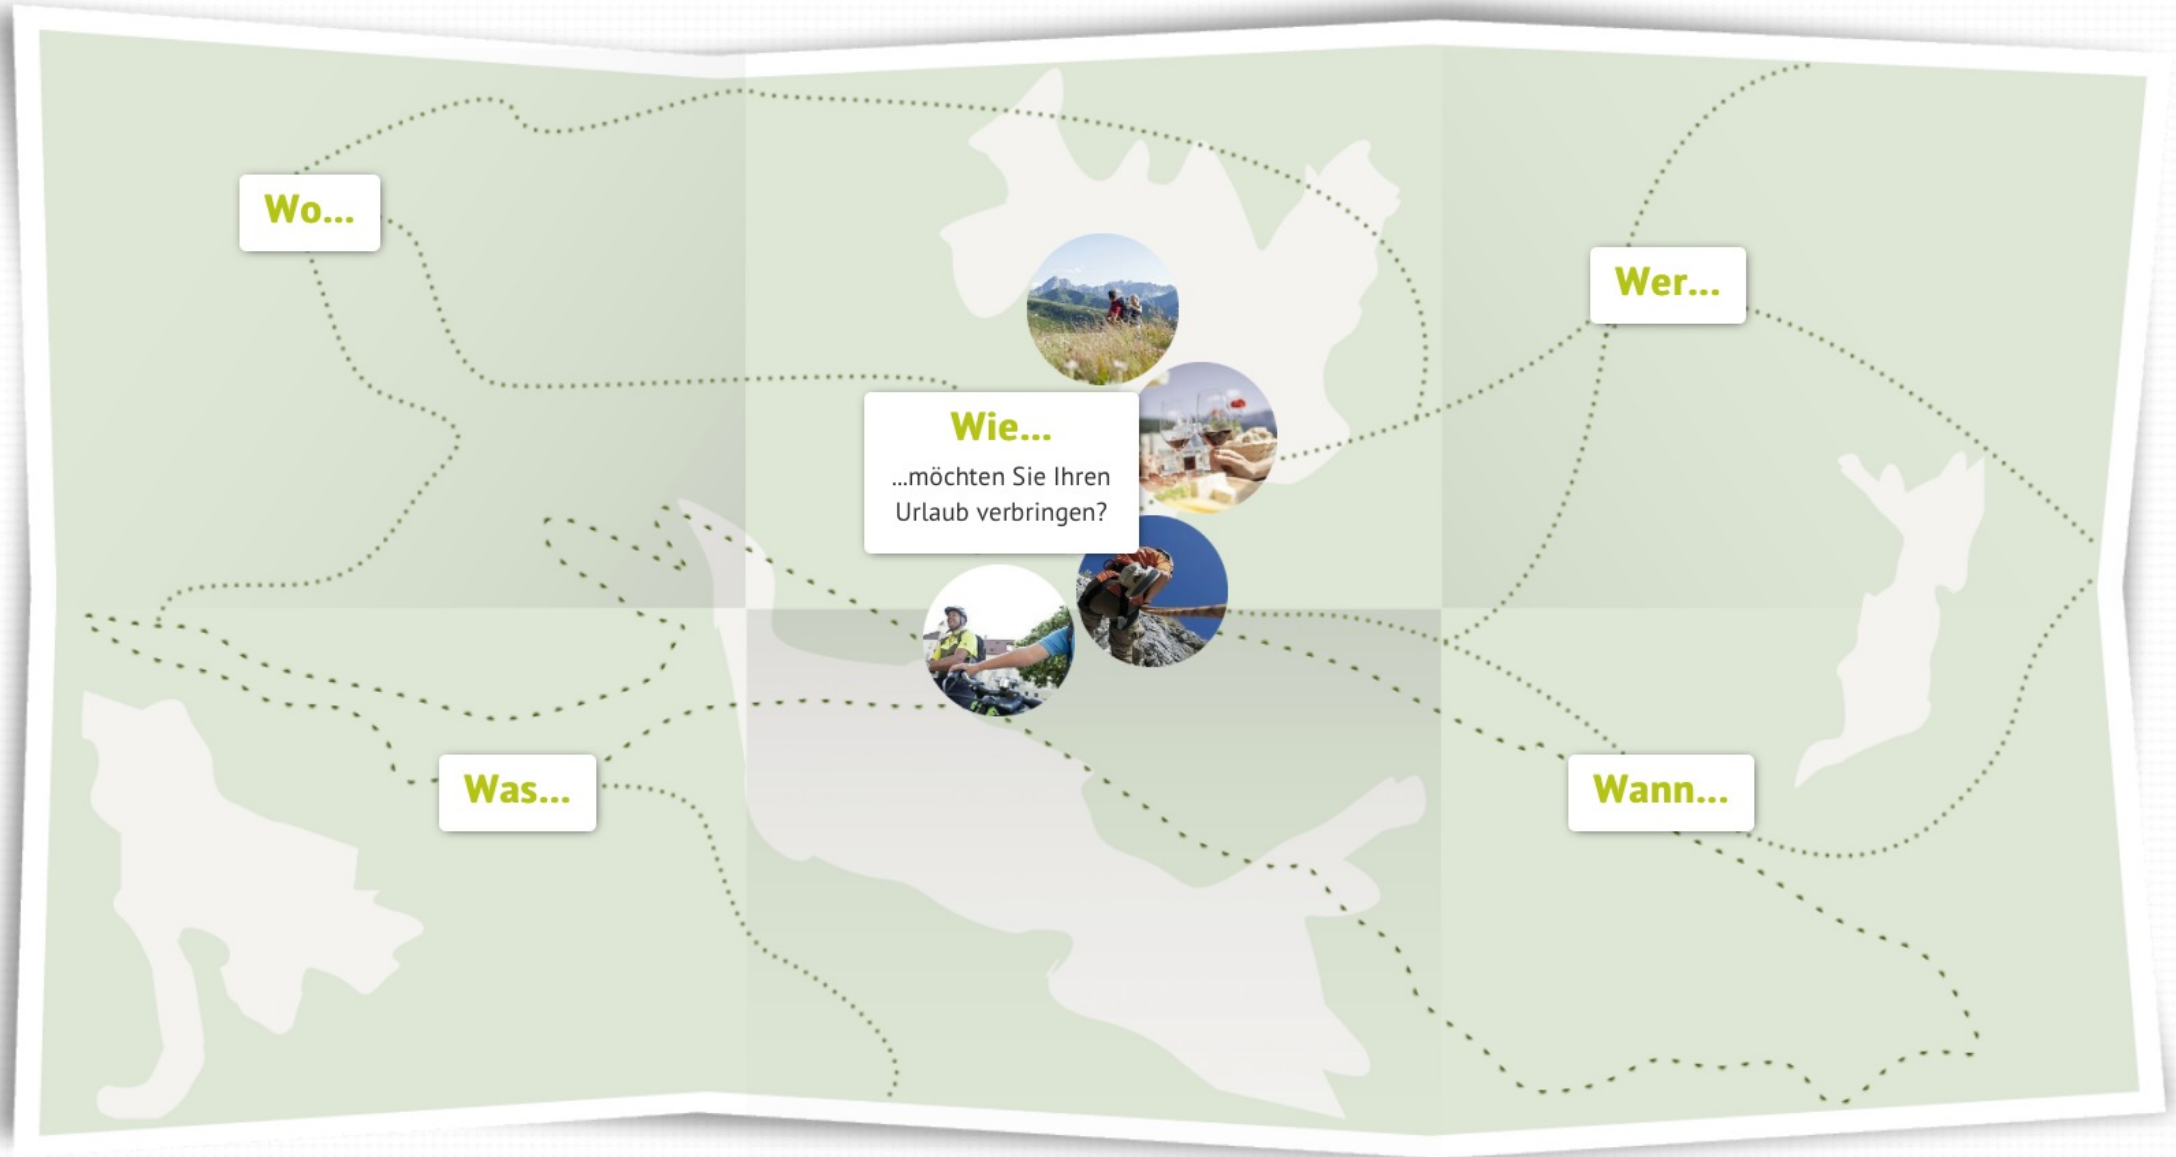 Wo...
Wer...
Wie...
...möchten Sie Ihren
Urlaub verbringen?
Was...
Wann...